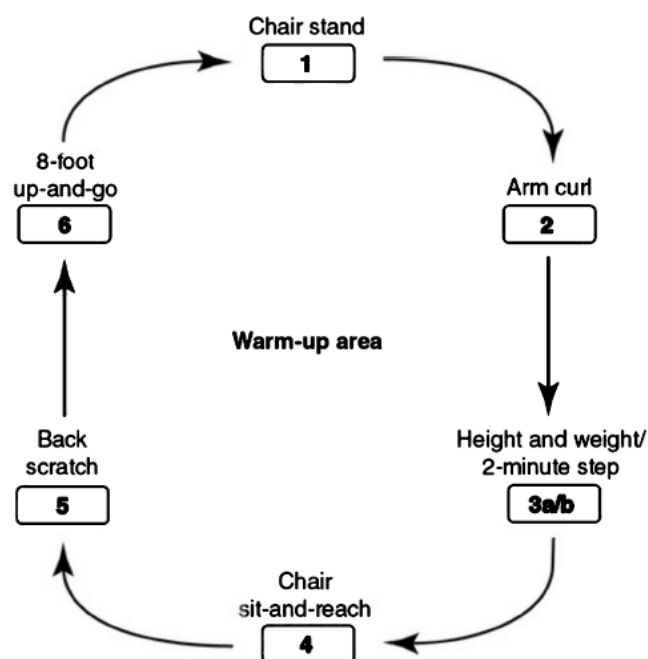 Chair stand
1
Arm curl
2
Height and weight/
2-minute step
3a/b
Chair
sit-and-reach
4
Back
scratch
5
8-foot
up-and-go
6
Warm-up area